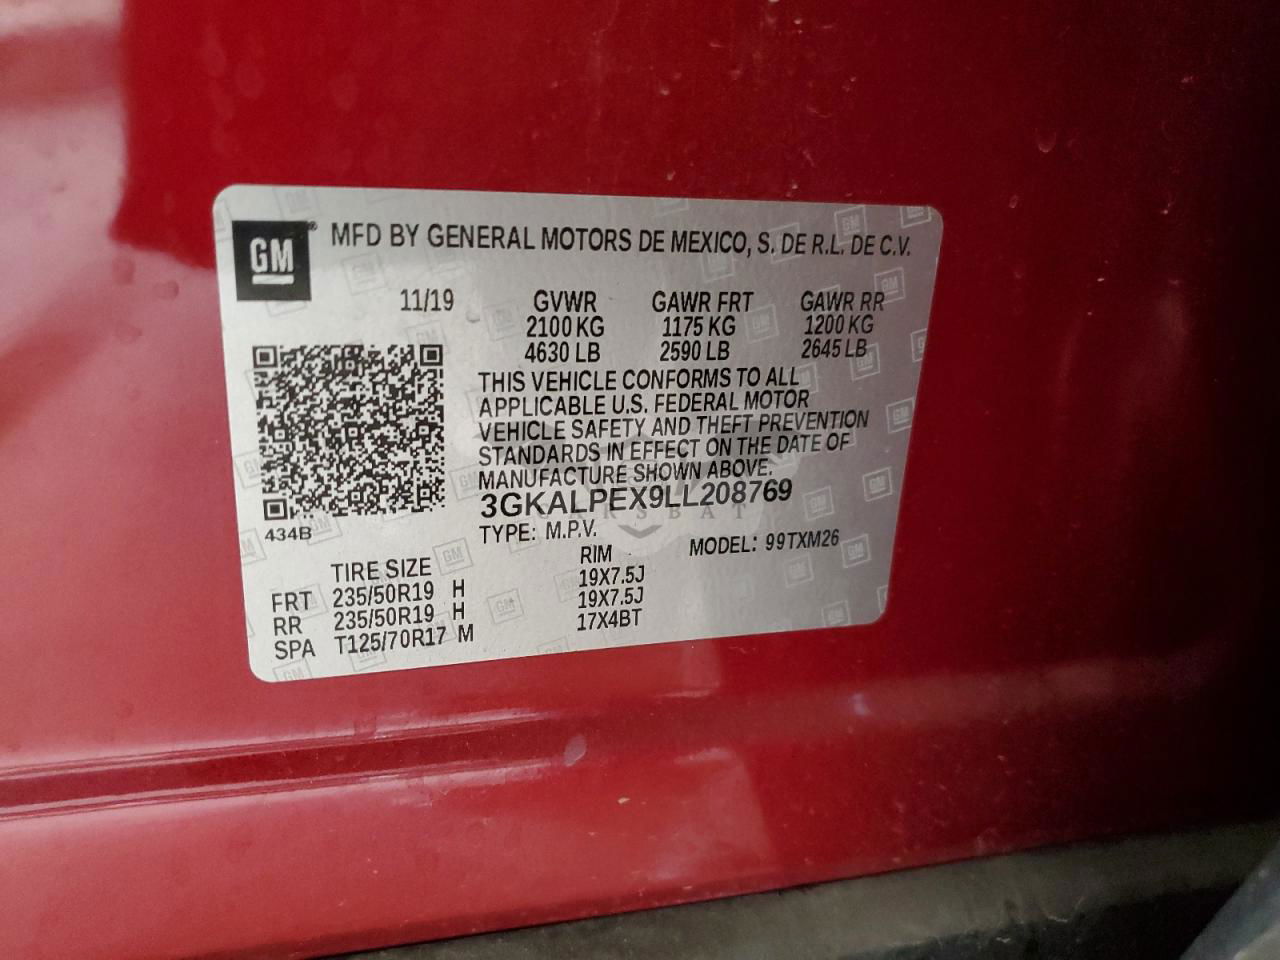 GM® MFD BY GENERAL MOTORS DE MEXICO, S. DE R.L. DE C.V.
11/19 GVWR GAWR FRT GAWR RR
2100 KG 1175 KG 1200 KG
4630 LB 2590 LB 2645 LB
THIS VEHICLE CONFORMS TO ALL
APPLICABLE U.S. FEDERAL MOTOR
VEHICLE SAFETY AND THEFT PREVENTION
STANDARDS IN EFFECT ON THE DATE OF
MANUFACTURE SHOWN ABOVE.
3GKALPEX9LL208769
CARSBAT
434B
TYPE: M.P.V. MODEL: 99TXM26
TIRE SIZE RIM
FRT 235/50R19 H 19X7.5J
RR 235/50R19 H 19X7.5J
SPA T125/70R17 M 17X4BT